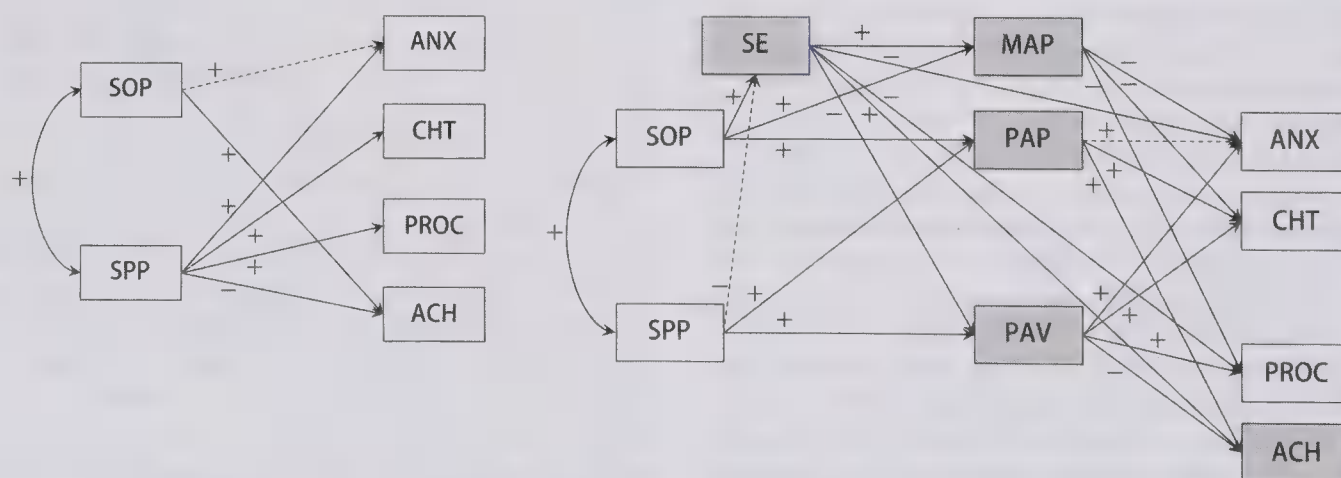 ANX
+
SOP
CHT
+
+
+
PROC
+
SPP
+
−
ACH
SE
+
−
MAP
−
−
−
−
+
+
− +
SOP
+
PAP
+
+
+
ANX
CHT
+
−
+
+
SPP
+
PAV
+
+
+
−
PROC
ACH